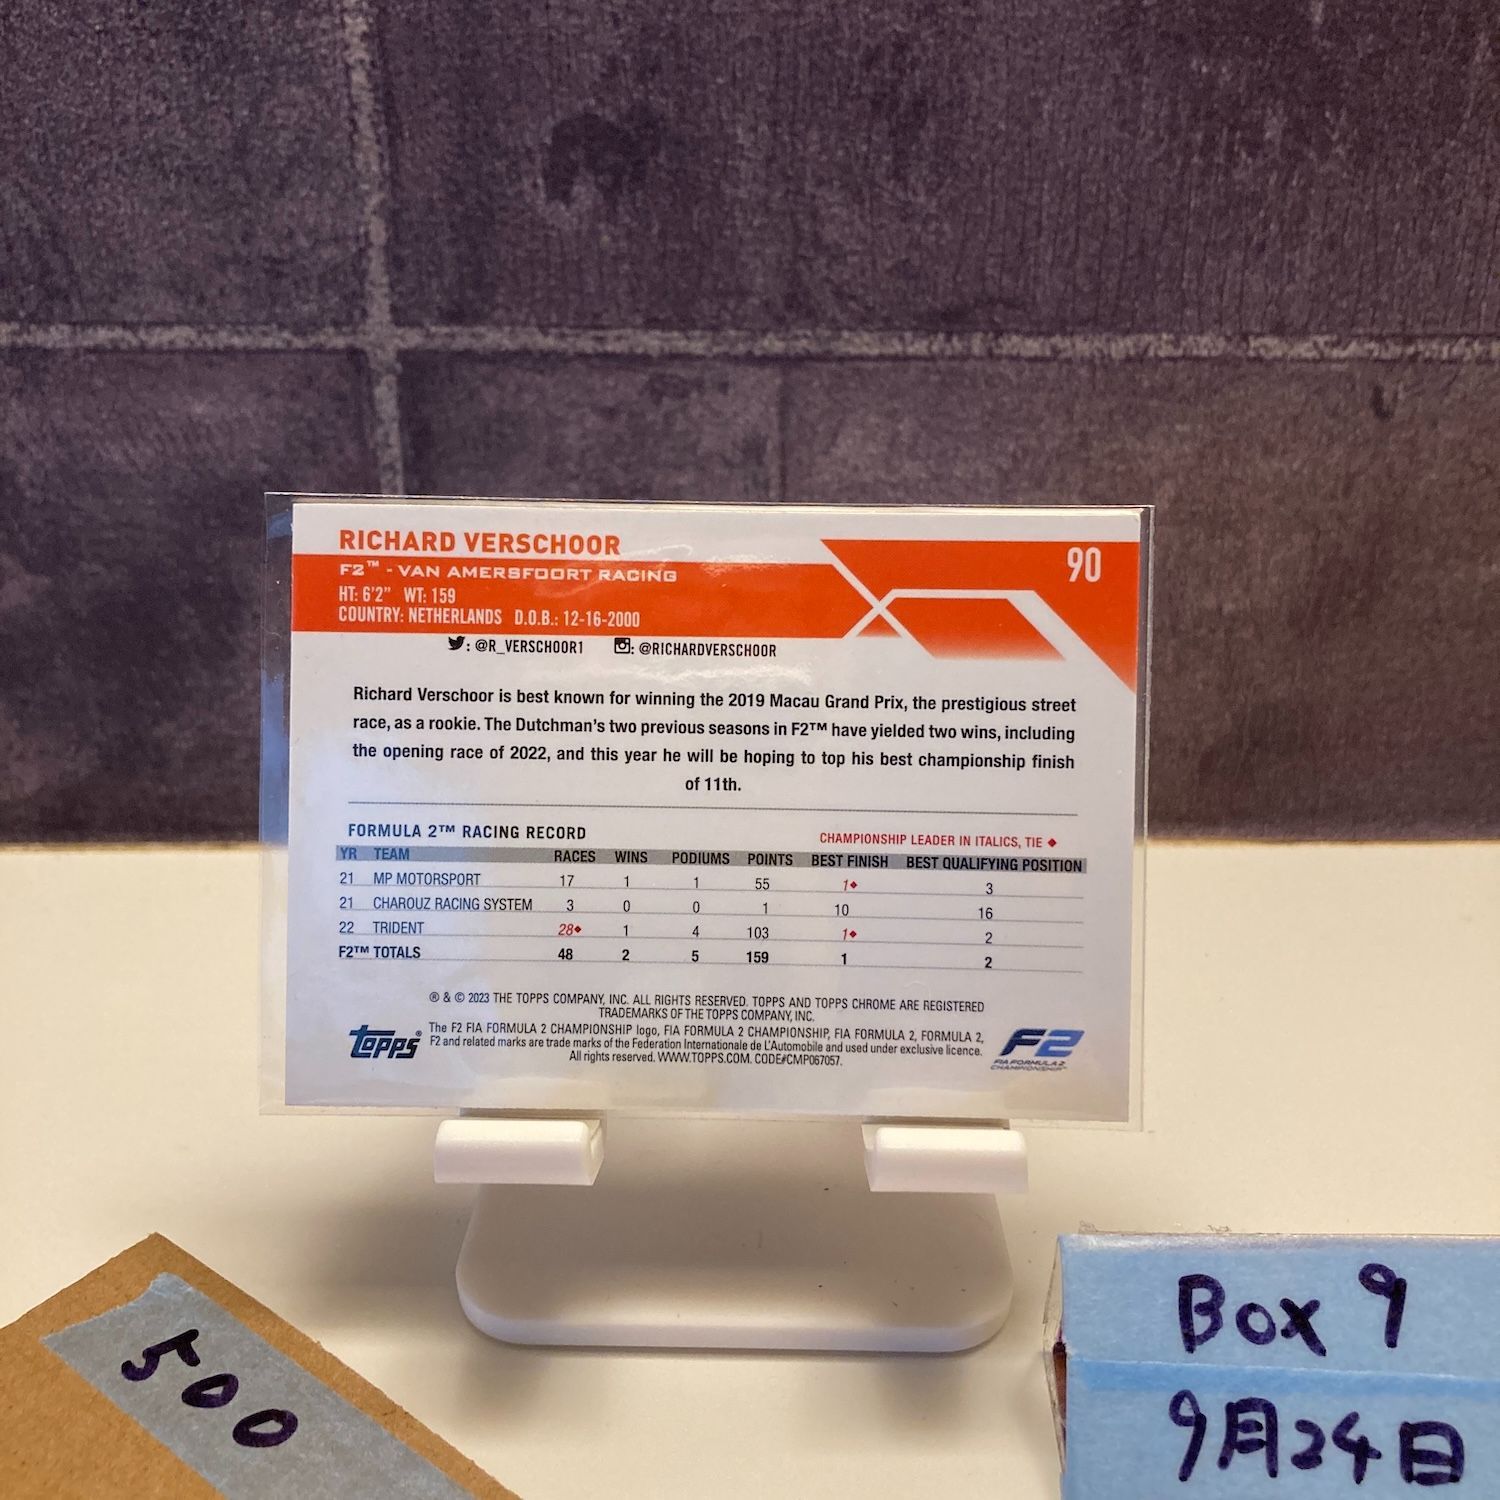 RICHARD VERSCHOOR
90
F2™ - VAN AMERSFOORT RACING
HT: 6'2" WT: 159
COUNTRY: NETHERLANDS D.O.B.: 12-16-2000
: @R_VERSCHOOR1 : @RICHARDVERSCHOOR
Richard Verschoor is best known for winning the 2019 Macau Grand Prix, the prestigious street
race, as a rookie. The Dutchman's two previous seasons in F2™ have yielded two wins, including
the opening race of 2022, and this year he will be hoping to top his best championship finish
of 11th.
FORMULA 2™ RACING RECORD CHAMPIONSHIP LEADER IN ITALICS, TIE ◆
YR TEAM RACES WINS PODIUMS POINTS BEST FINISH BEST QUALIFYING POSITION
21 MP MOTORSPORT 17 1 1 55 1◆ 3
21 CHAROUZ RACING SYSTEM 3 0 0 1 10 16
22 TRIDENT 28◆ 1 4 103 1◆ 2
F2™ TOTALS 48 2 5 159 1 2
® & © 2023 THE TOPPS COMPANY, INC. ALL RIGHTS RESERVED. TOPPS AND TOPPS CHROME ARE REGISTERED
TRADEMARKS OF THE TOPPS COMPANY, INC.
The F2 FIA FORMULA 2 CHAMPIONSHIP logo, FIA FORMULA 2 CHAMPIONSHIP, FIA FORMULA 2, FORMULA 2,
F2 and related marks are trade marks of the Federation Internationale de L'Automobile and used under exclusive licence.
All rights reserved. WWW.TOPPS.COM. CODE#CMP067057.
TOPPS®
F2
FIA FORMULA 2
CHAMPIONSHIP™
500
Box 9
9月24日